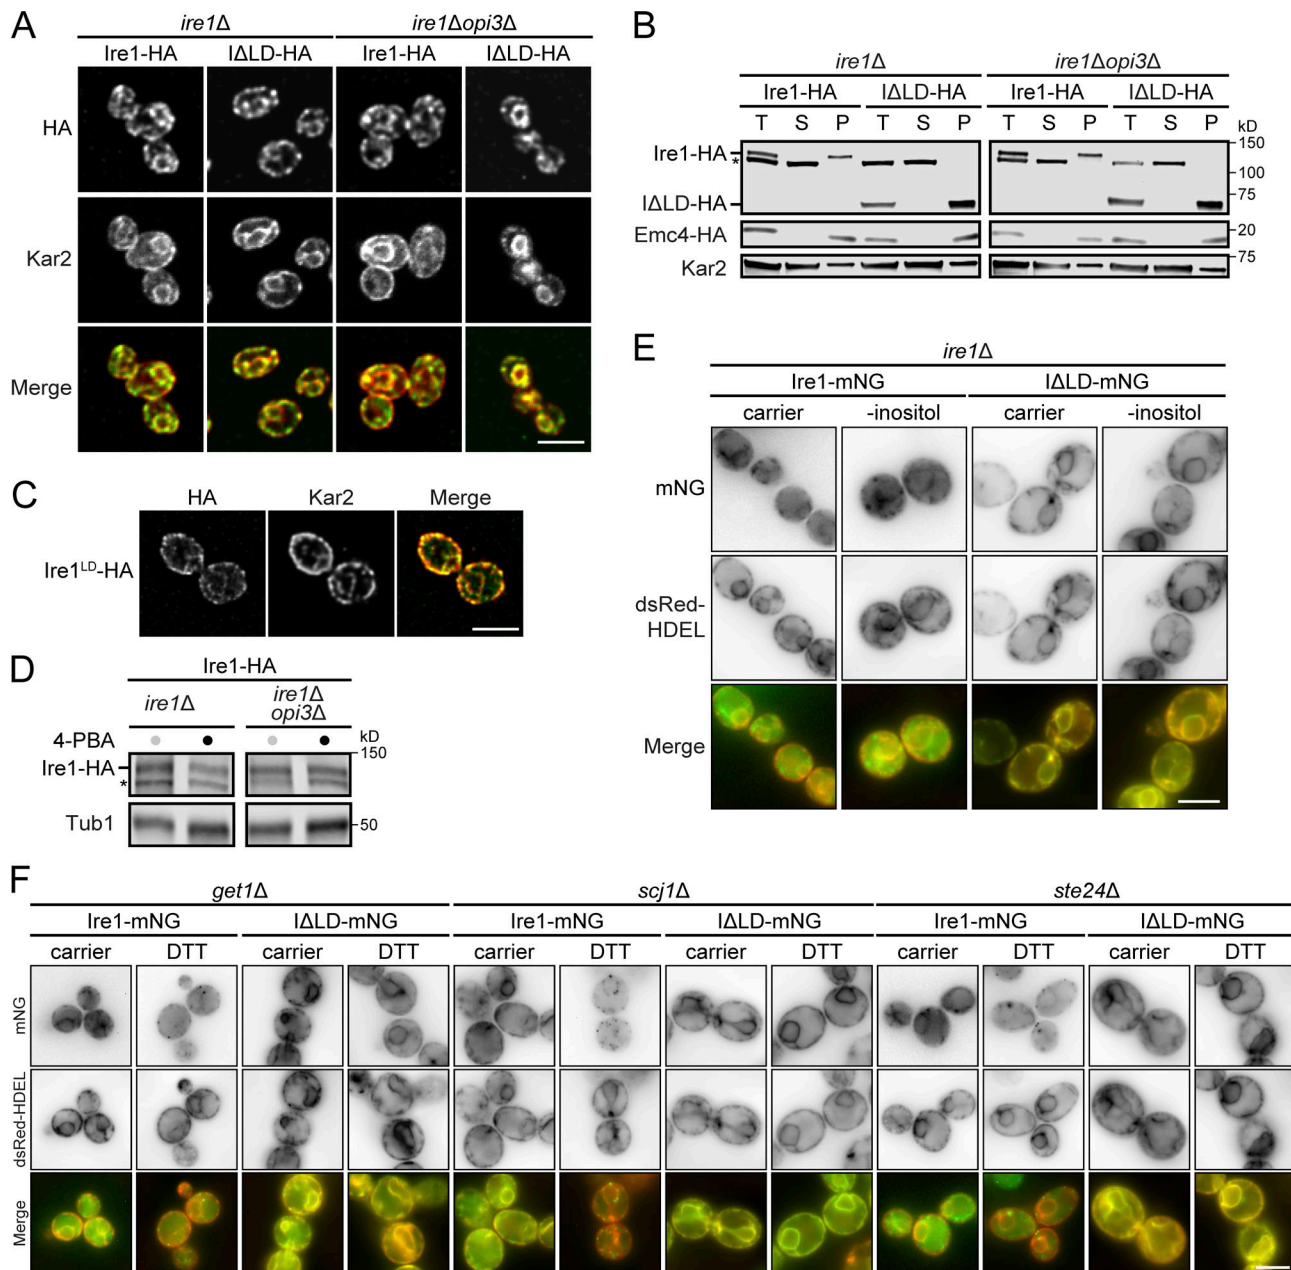 A
ire1Δ ire1Δopi3Δ
Ire1-HA IΔLD-HA Ire1-HA IΔLD-HA
HA
Kar2
Merge
B
ire1Δ ire1Δopi3Δ
Ire1-HA IΔLD-HA Ire1-HA IΔLD-HA
T S P T S P T S P T S P kD
Ire1-HA 150
* 100
75
IΔLD-HA
Emc4-HA 20
75
Kar2
C
HA Kar2 Merge
Ire1ᴸᴰ-HA
D
Ire1-HA
ire1Δ ire1Δ
opi3Δ
4-PBA kD
150
Ire1-HA
*
Tub1 50
E
ire1Δ
Ire1-mNG IΔLD-mNG
carrier -inositol carrier -inositol
mNG
dsRed-
HDEL
Merge
F
get1Δ scj1Δ ste24Δ
Ire1-mNG IΔLD-mNG Ire1-mNG IΔLD-mNG Ire1-mNG IΔLD-mNG
carrier DTT carrier DTT carrier DTT carrier DTT carrier DTT carrier DTT
mNG
dsRed-HDEL
Merge